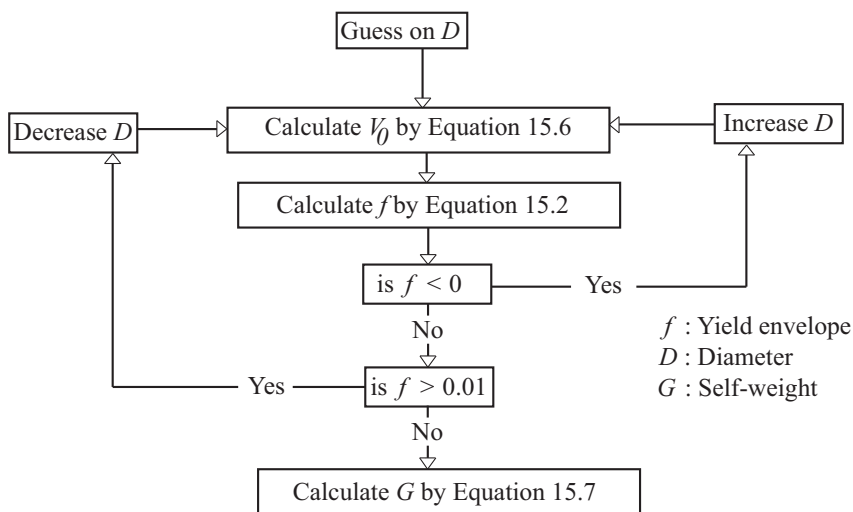 Guess on D
Decrease D
Calculate V0 by Equation 15.6
Increase D
Calculate f by Equation 15.2
is f < 0
Yes
No
f : Yield envelope
D : Diameter
G : Self-weight
Yes
is f > 0.01
No
Calculate G by Equation 15.7